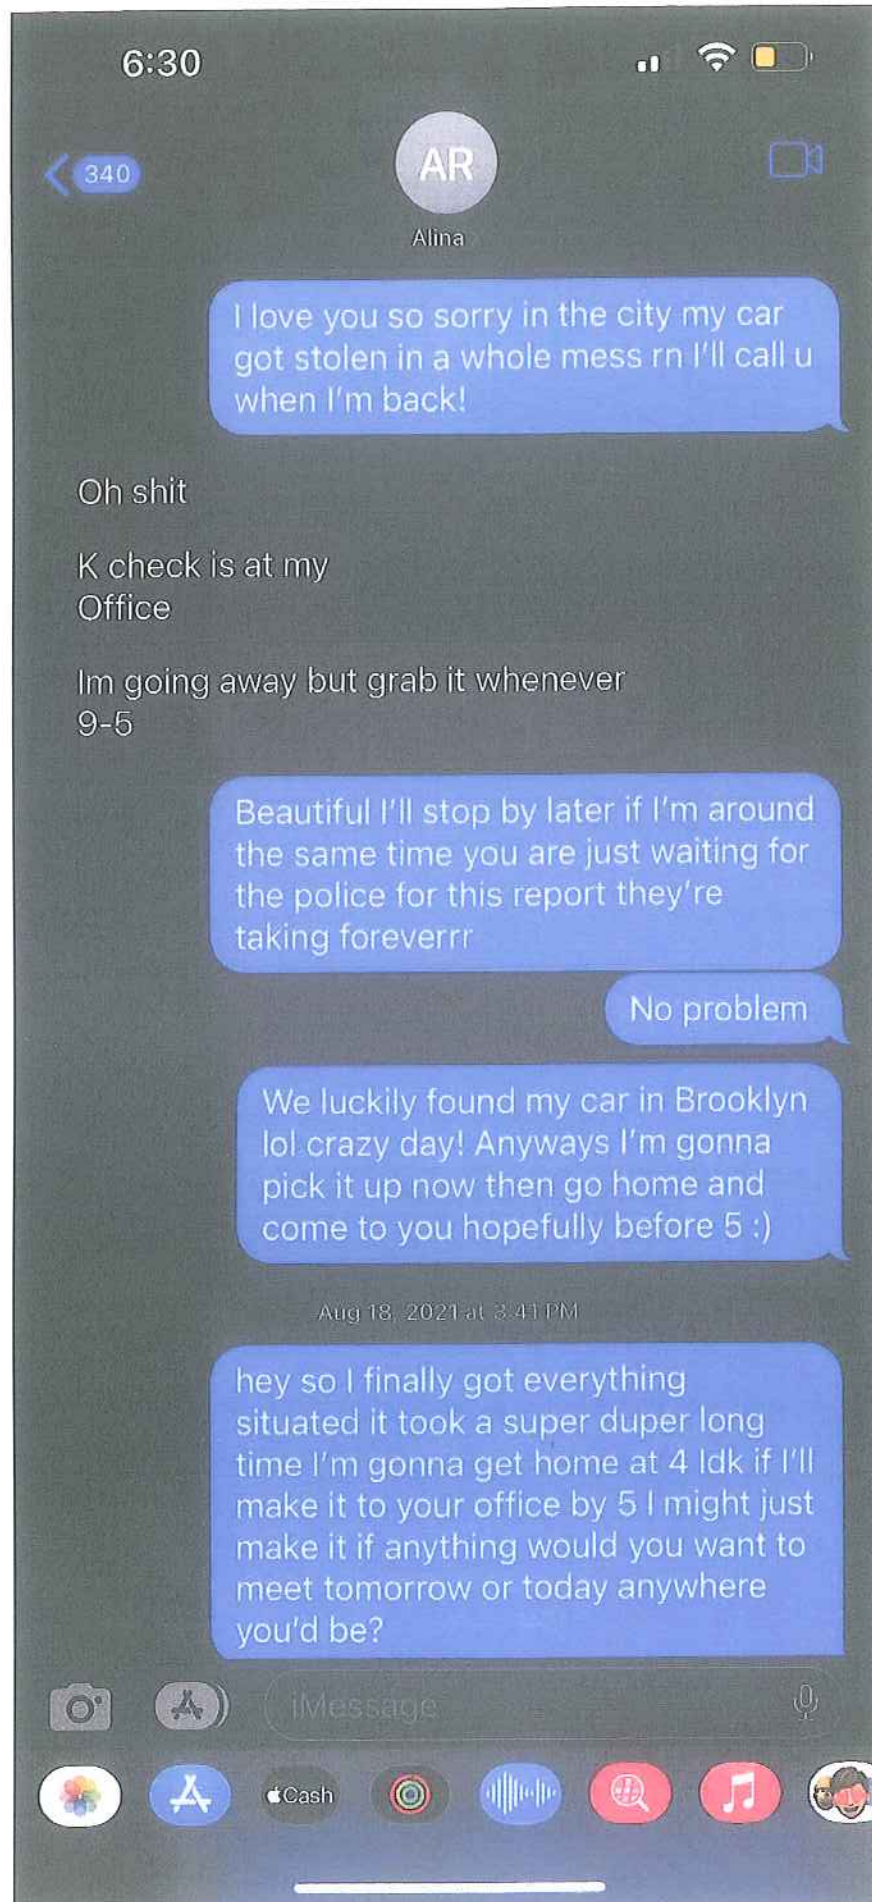 6:30
340
AR
Alina
I love you so sorry in the city my car
got stolen in a whole mess rn I'll call u
when I'm back!
Oh shit
K check is at my
Office
Im going away but grab it whenever
9-5
Beautiful I'll stop by later if I'm around
the same time you are just waiting for
the police for this report they're
taking foreverrr
No problem
We luckily found my car in Brooklyn
lol crazy day! Anyways I'm gonna
pick it up now then go home and
come to you hopefully before 5 :)
Aug 18, 2021 at 3:41 PM
hey so I finally got everything
situated it took a super duper long
time I'm gonna get home at 4 Idk if I'll
make it to your office by 5 I might just
make it if anything would you want to
meet tomorrow or today anywhere
you'd be?
iMessage
Cash